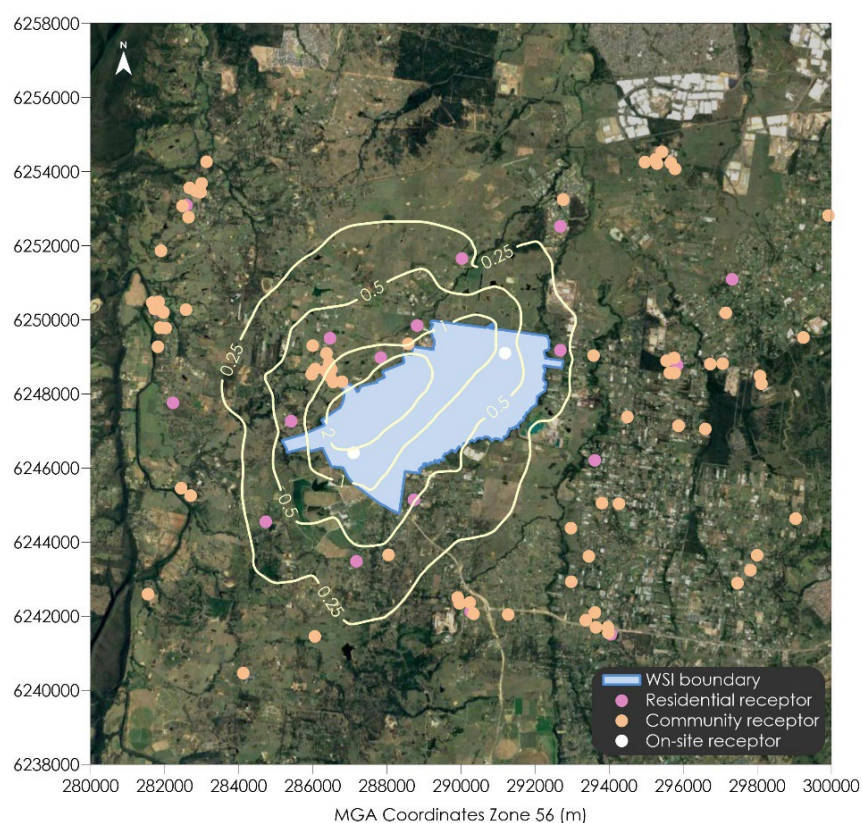 6258000
6256000
6254000
6252000
6250000
6248000
6246000
6244000
6242000
6240000
6238000
N
0.25
0.5
1
0.25
2
0.5
1
0.5
0.25
WSI boundary
Residential receptor
Community receptor
On-site receptor
280000 282000 284000 286000 288000 290000 292000 294000 296000 298000 300000
MGA Coordinates Zone 56 (m)